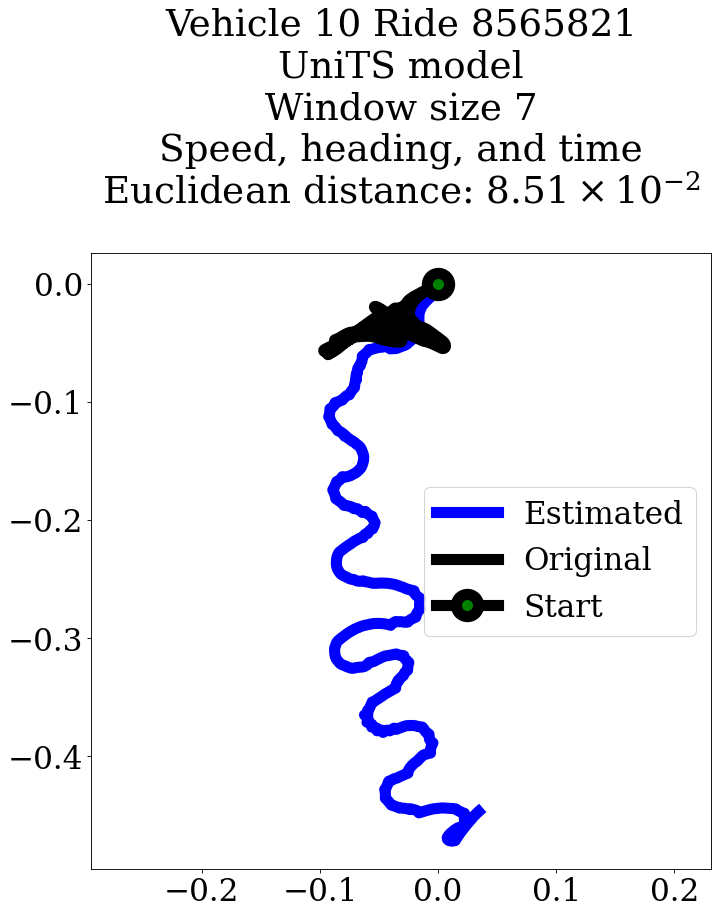 Vehicle 10 Ride 8565821
UniTS model
Window size 7
Speed, heading, and time
Euclidean distance: $8.51 \times 10^{-2}$
0.0
−0.1
−0.2
−0.3
−0.4
Estimated
Original
Start
−0.2 −0.1 0.0 0.1 0.2